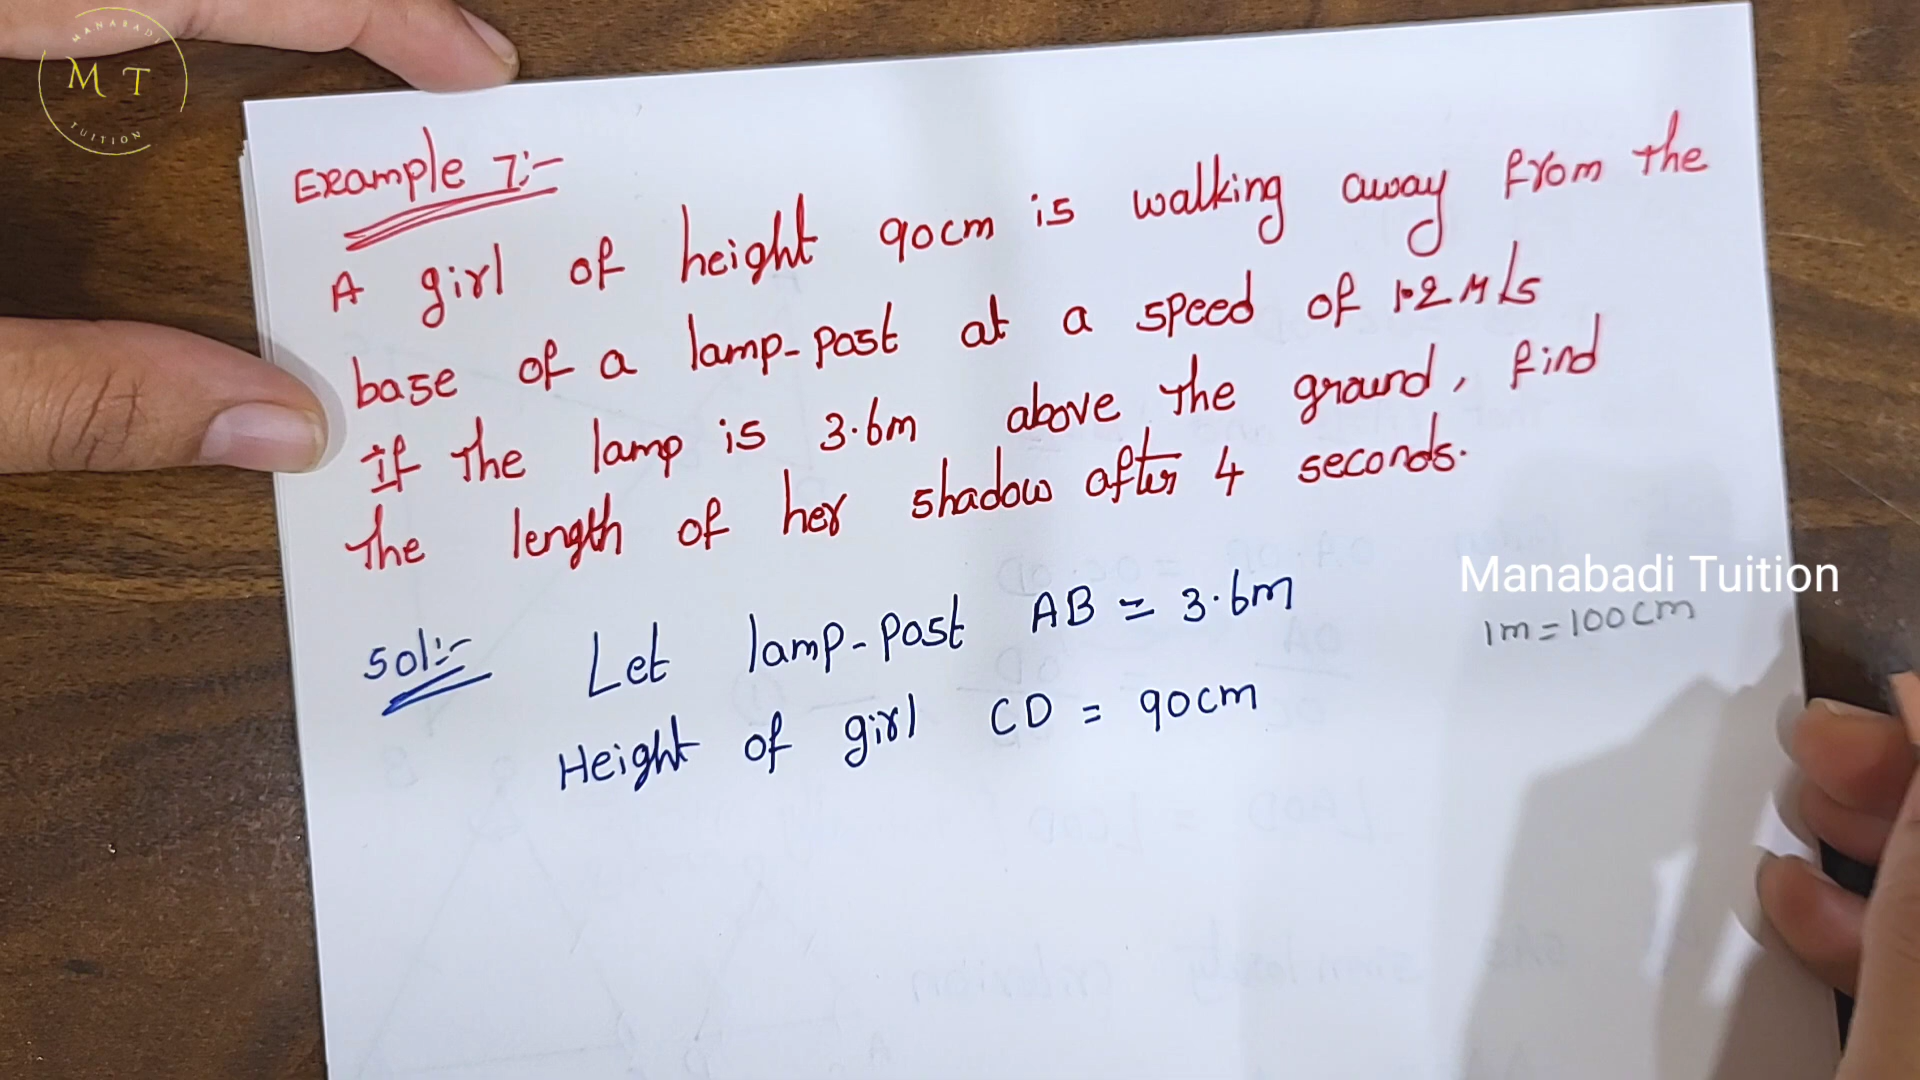 MANABADI
M T
TUITION
Example 7:-
A girl of height 90cm is walking away from the
base of a lamp-post at a speed of 1.2 M/s
if the lamp is 3.6m above the ground, find
the length of her shadow after 4 seconds.
Manabadi Tuition
1m = 100cm
Sol:- Let lamp-post AB = 3.6m
Height of girl CD = 90cm